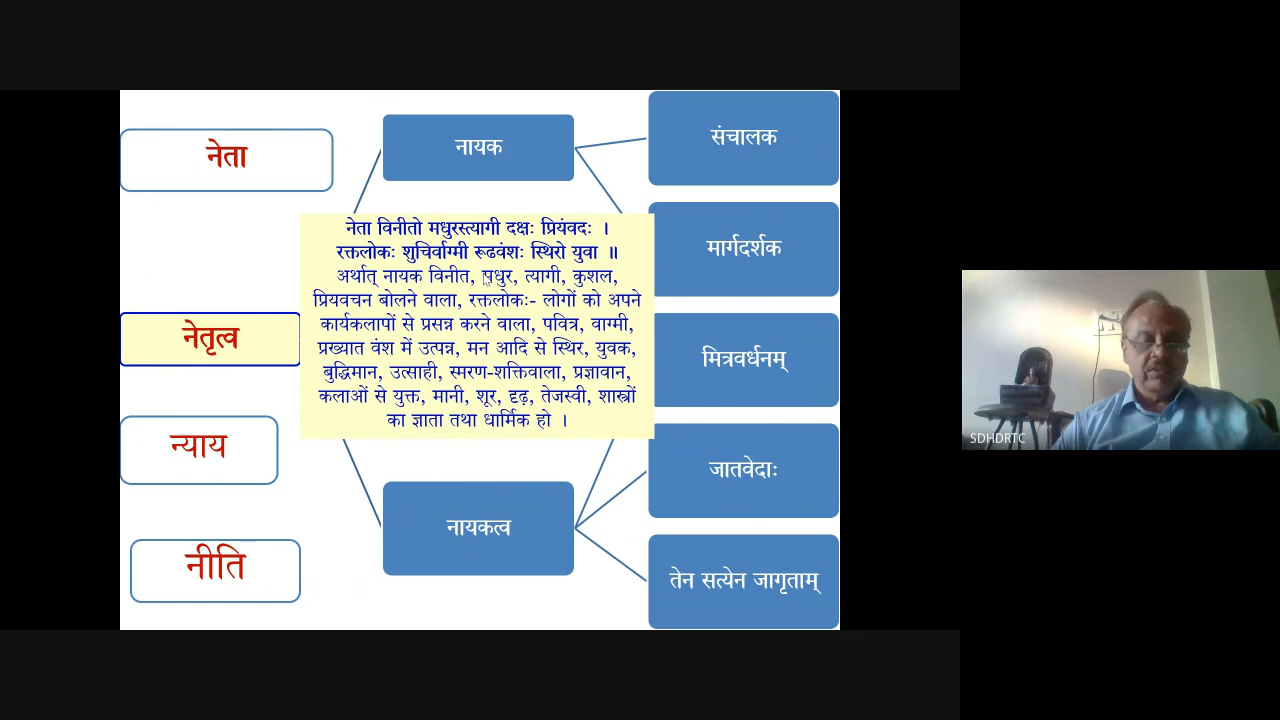 नेता
नेतृत्व
न्याय
नीति
नायक
नेता विनीतो मधुरस्त्यागी दक्षः प्रियंवदः ।
रक्तलोकः शुचिर्वाग्मी रूढवंशः स्थिरो युवा ॥
अर्थात् नायक विनीत, मधुर, त्यागी, कुशल,
प्रियवचन बोलने वाला, रक्तलोकः- लोगों को अपने
कार्यकलापों से प्रसन्न करने वाला, पवित्र, वाग्मी,
प्रख्यात वंश में उत्पन्न, मन आदि से स्थिर, युवक,
बुद्धिमान, उत्साही, स्मरण-शक्तिवाला, प्रज्ञावान,
कलाओं से युक्त, मानी, शूर, दृढ़, तेजस्वी, शास्त्रों
का ज्ञाता तथा धार्मिक हो ।
नायकत्व
संचालक
मार्गदर्शक
मित्रवर्धनम्
जातवेदाः
तेन सत्येन जागृताम्
SDHDRTC